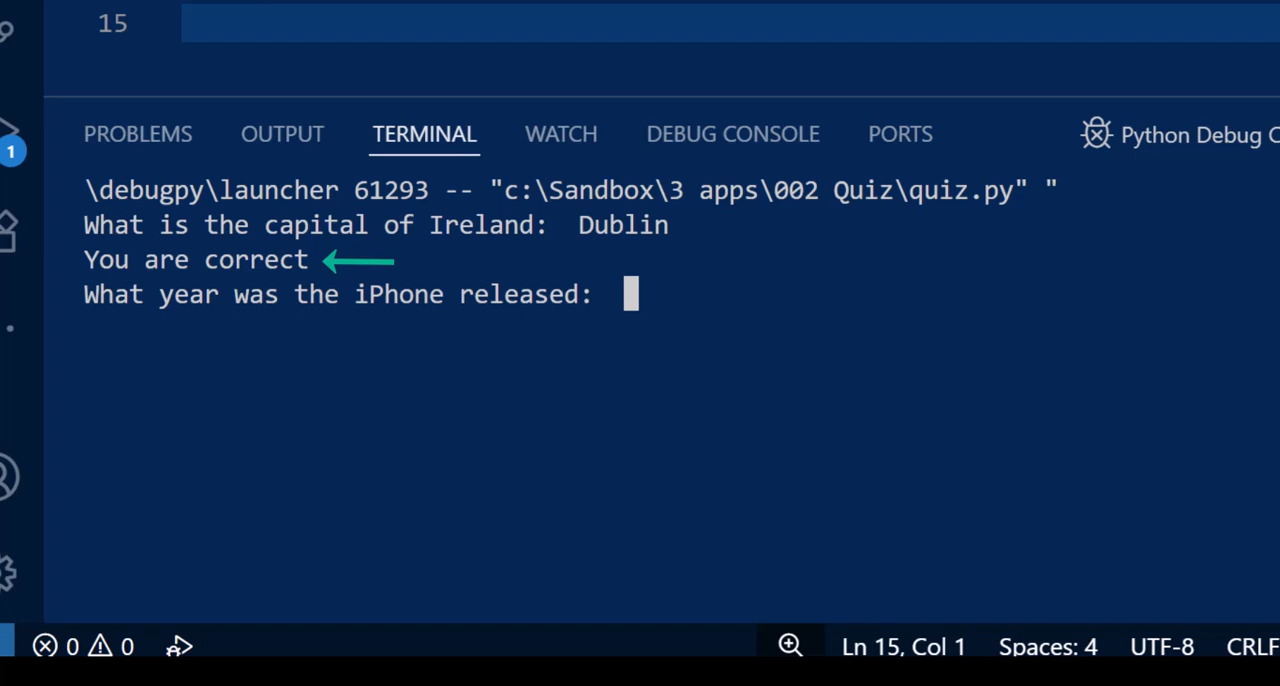 15
1
PROBLEMS OUTPUT TERMINAL WATCH DEBUG CONSOLE PORTS Python Debug C
\debugpy\launcher 61293 -- "c:\Sandbox\3 apps\002 Quiz\quiz.py" "
What is the capital of Ireland: Dublin
You are correct
What year was the iPhone released:
0 0 Ln 15, Col 1 Spaces: 4 UTF-8 CRLF